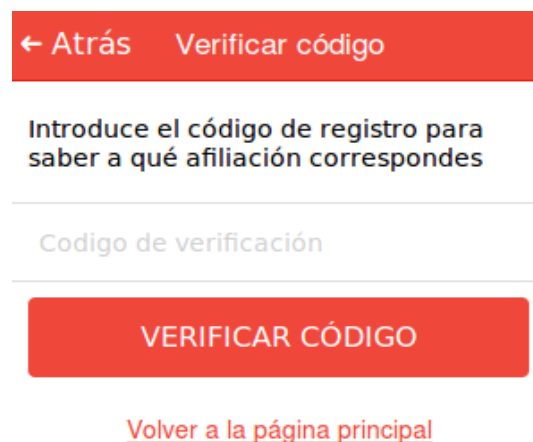 ← Atrás Verificar código
Introduce el código de registro para
saber a qué afiliación correspondes
Codigo de verificación
VERIFICAR CÓDIGO
Volver a la página principal